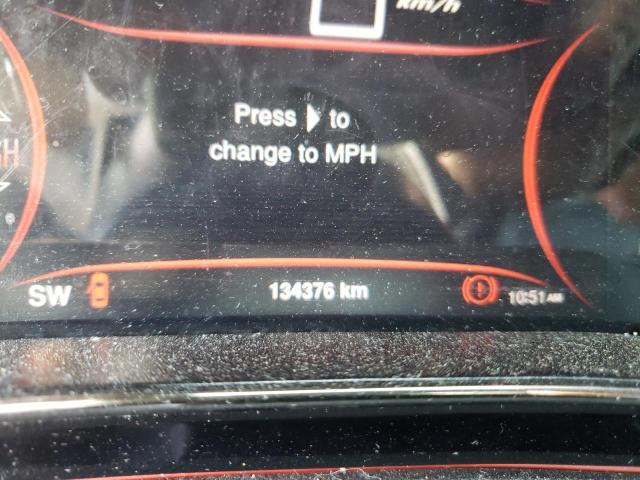 km/h
Press ▶ to
change to MPH
SW
134376 km
10:51 AM